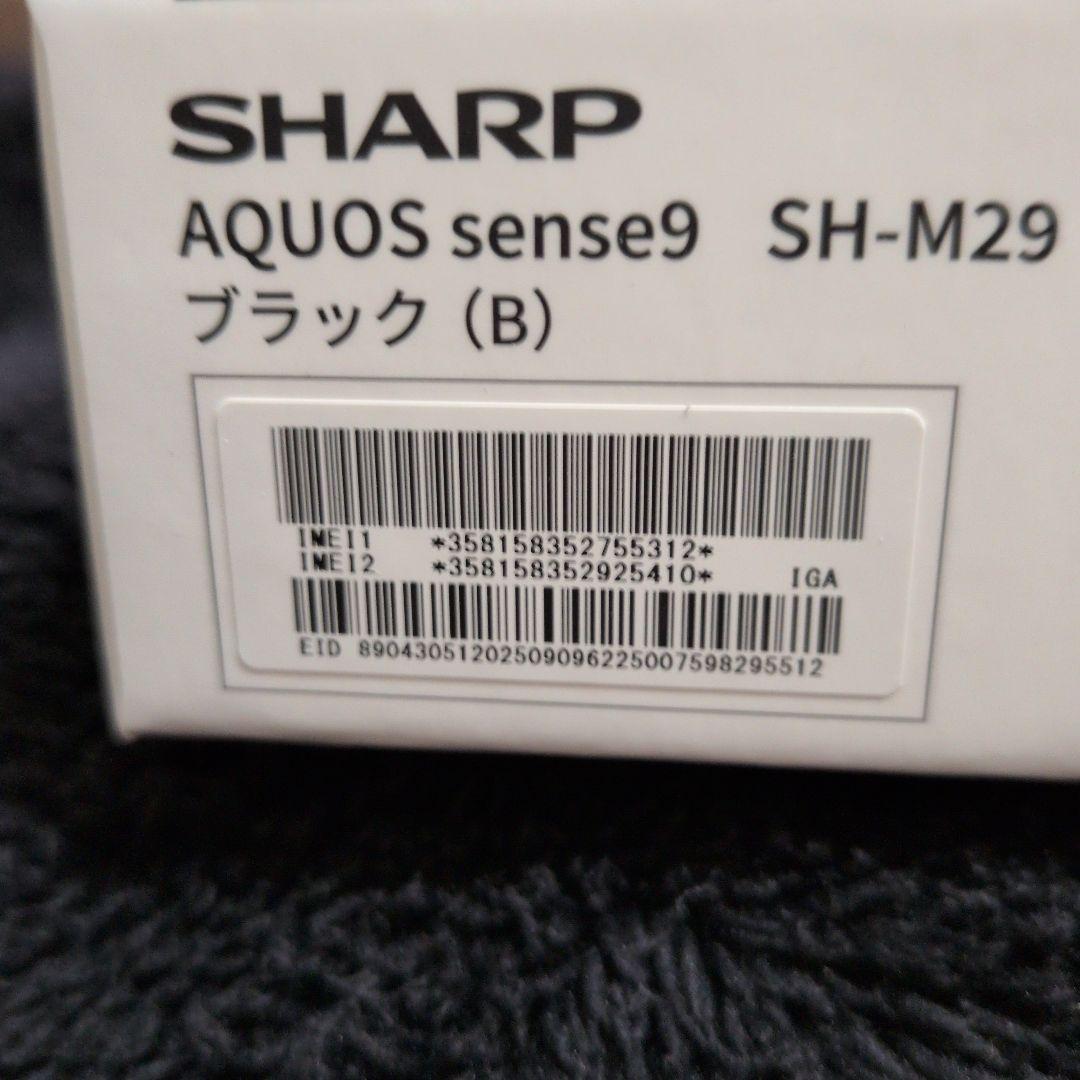 SHARP
AQUOS sense9 SH-M29
ブラック（B）
IMEI1 *358158352755312*
IMEI2 *358158352925410* IGA
EID 89043051202509096225007598295512